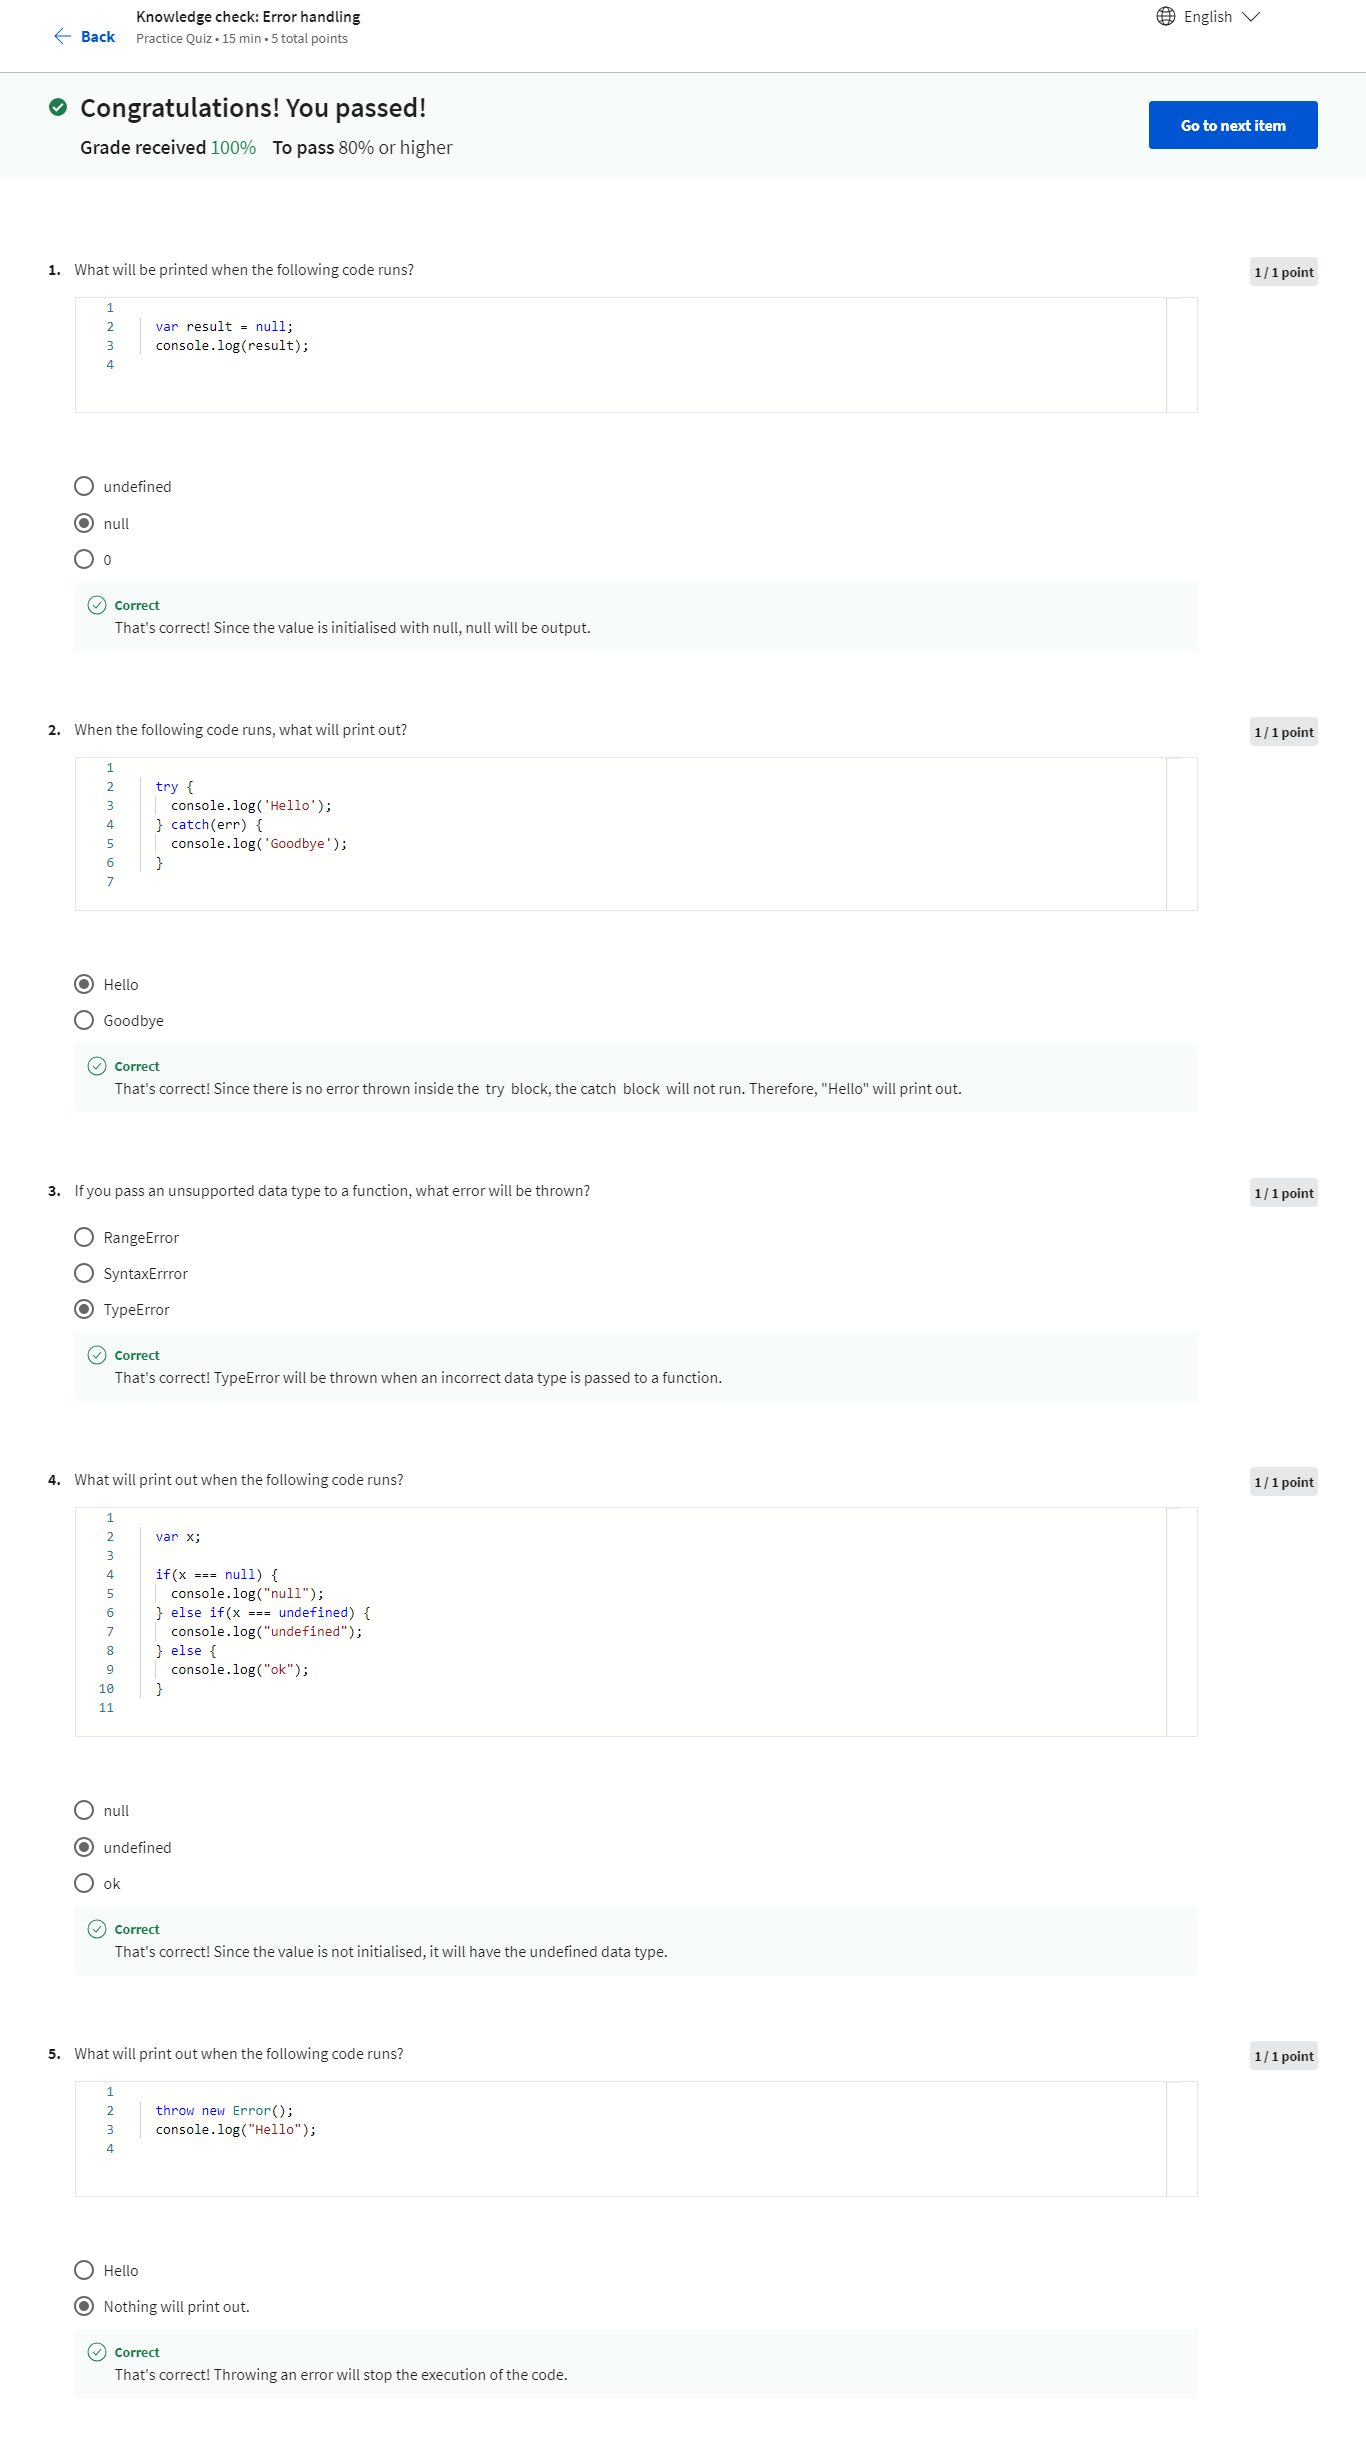 Back
Knowledge check: Error handling
Practice Quiz • 15 min • 5 total points
English
Congratulations! You passed!
Grade received 100% To pass 80% or higher
Go to next item
1. What will be printed when the following code runs?
1 / 1 point
1
2 var result = null;
3 console.log(result);
4
undefined
null
0
Correct
That's correct! Since the value is initialised with null, null will be output.
2. When the following code runs, what will print out?
1 / 1 point
1
2 try {
3 console.log('Hello');
4 } catch(err) {
5 console.log('Goodbye');
6 }
7
Hello
Goodbye
Correct
That's correct! Since there is no error thrown inside the try block, the catch block will not run. Therefore, "Hello" will print out.
3. If you pass an unsupported data type to a function, what error will be thrown?
1 / 1 point
RangeError
SyntaxErrror
TypeError
Correct
That's correct! TypeError will be thrown when an incorrect data type is passed to a function.
4. What will print out when the following code runs?
1 / 1 point
1
2 var x;
3
4 if(x === null) {
5 console.log("null");
6 } else if(x === undefined) {
7 console.log("undefined");
8 } else {
9 console.log("ok");
10 }
11
null
undefined
ok
Correct
That's correct! Since the value is not initialised, it will have the undefined data type.
5. What will print out when the following code runs?
1 / 1 point
1
2 throw new Error();
3 console.log("Hello");
4
Hello
Nothing will print out.
Correct
That's correct! Throwing an error will stop the execution of the code.